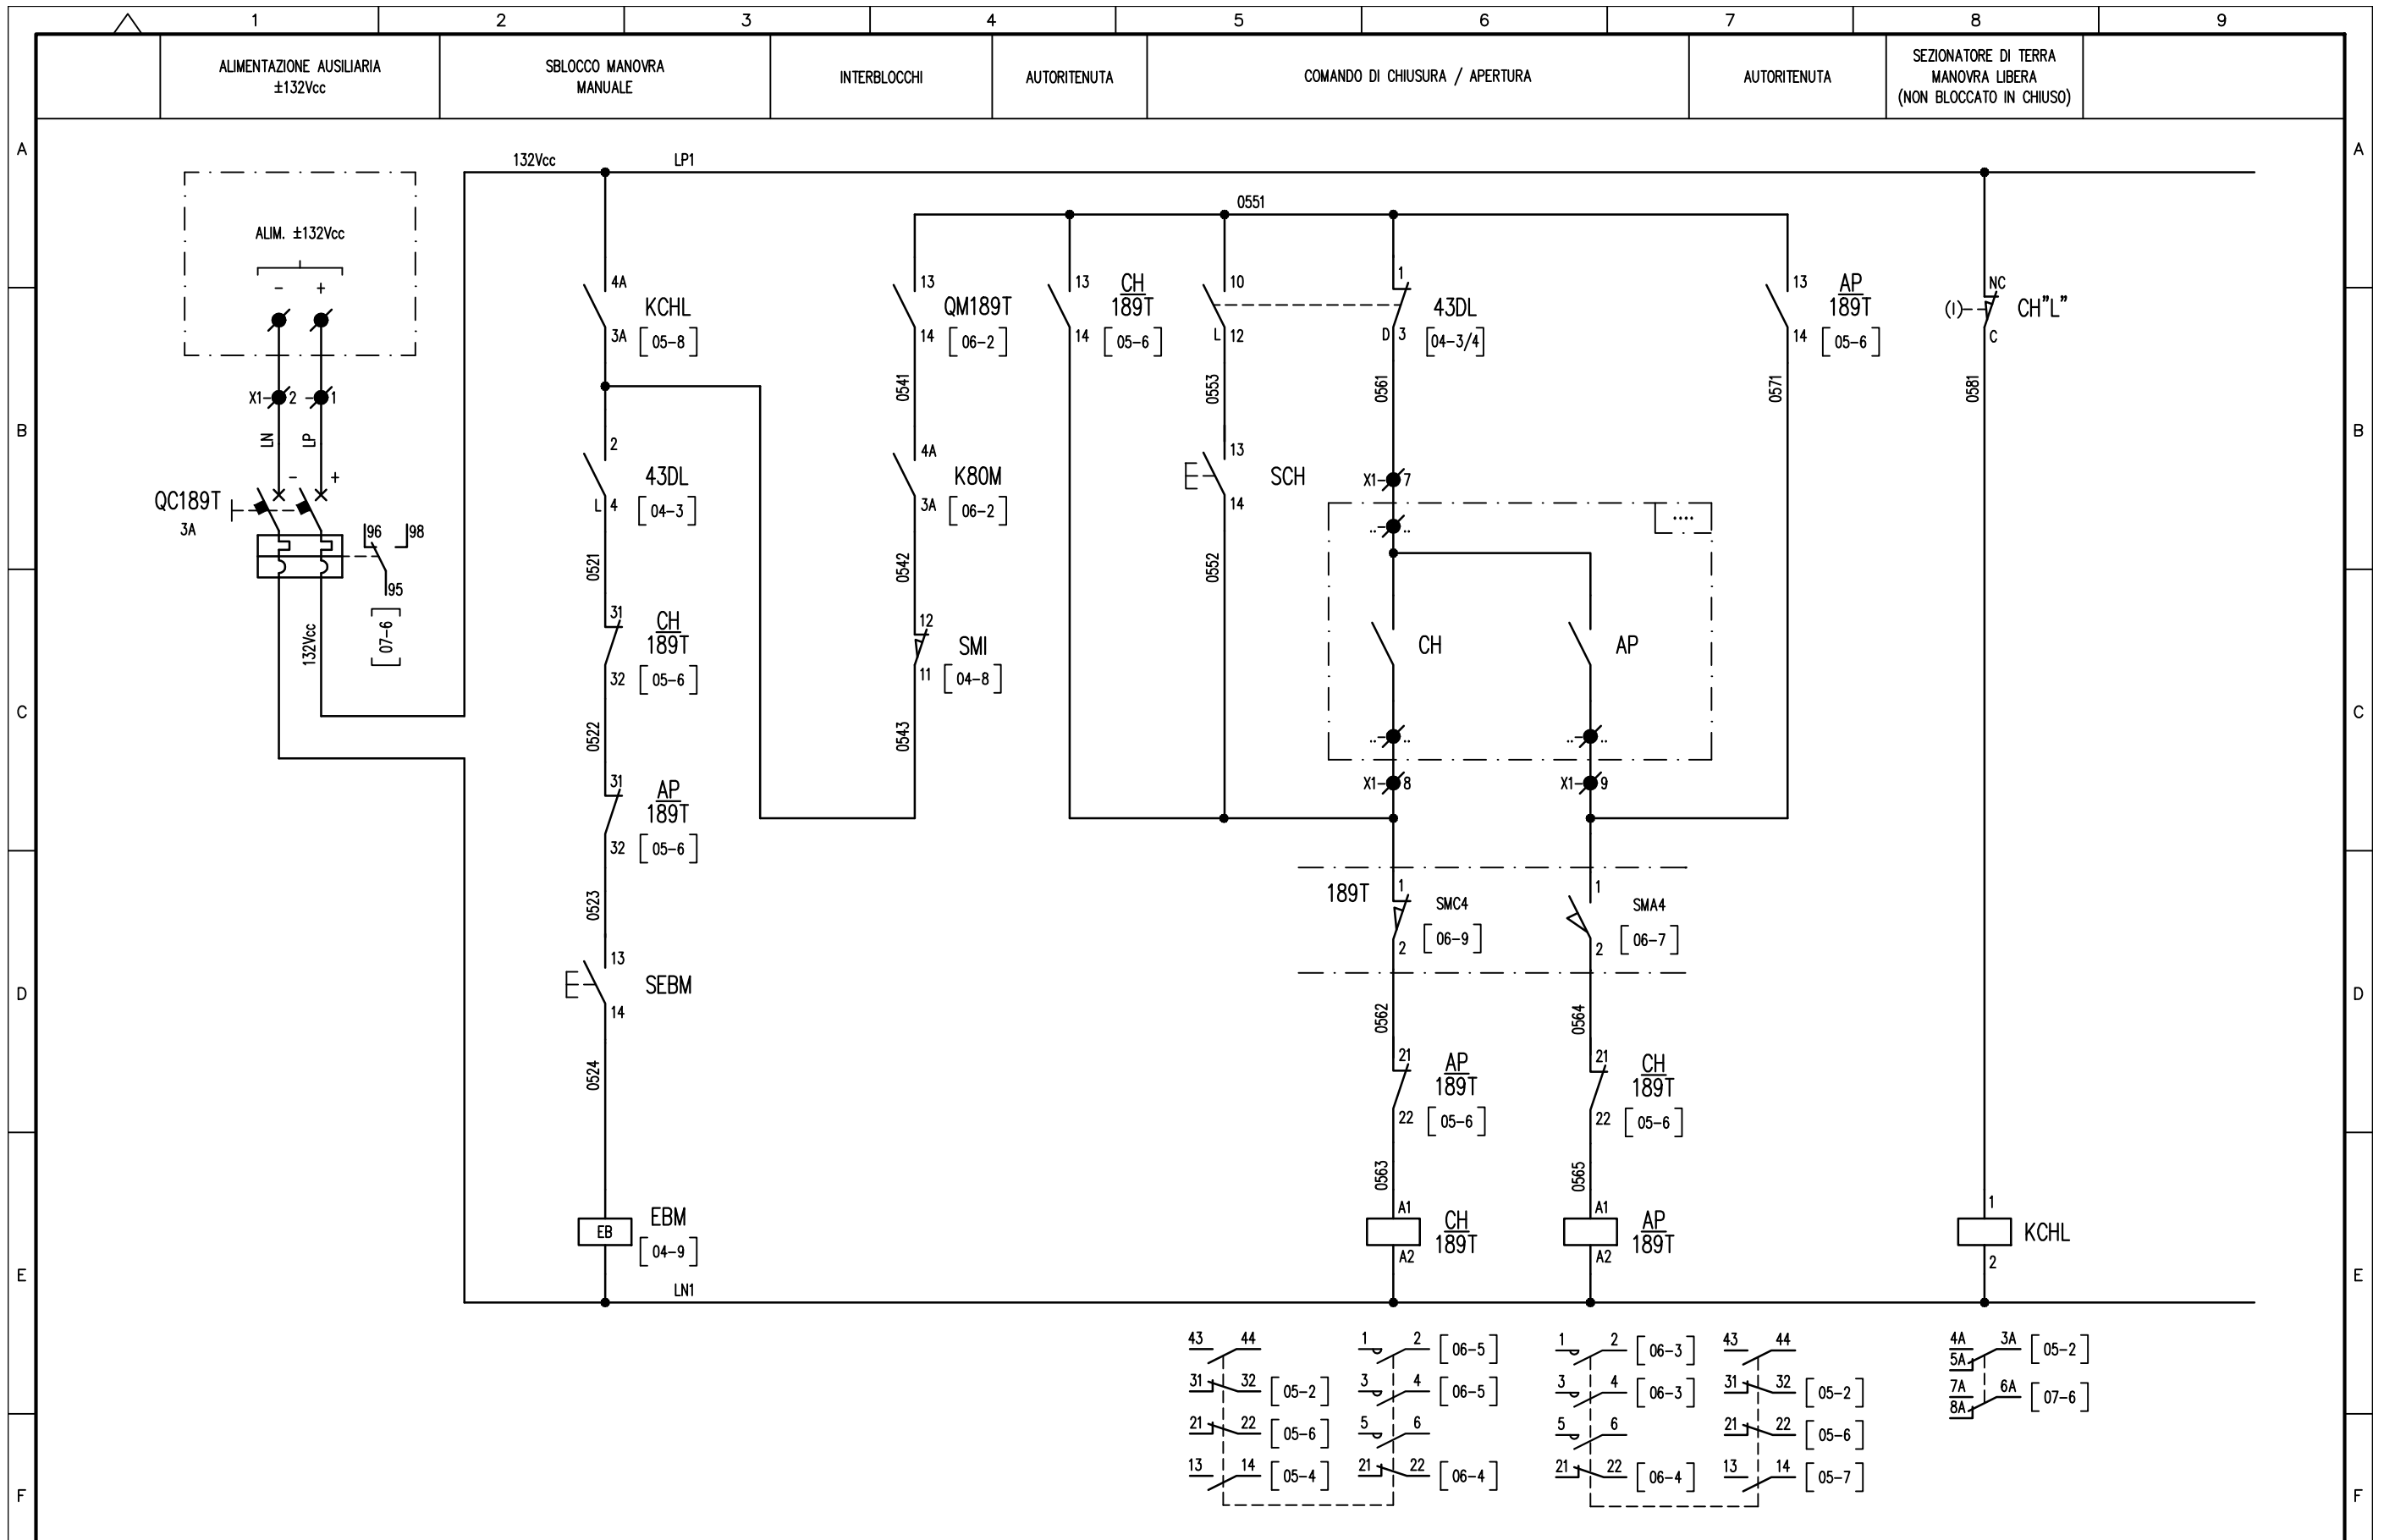 1 2 3 4 5 6 7 8 9
ALIMENTAZIONE AUSILIARIA
±132Vcc
SBLOCCO MANOVRA
MANUALE
INTERBLOCCHI
AUTORITENUTA
COMANDO DI CHIUSURA / APERTURA
AUTORITENUTA
SEZIONATORE DI TERRA
MANOVRA LIBERA
(NON BLOCCATO IN CHIUSO)
A
A
B
B
C
C
D
D
E
E
F
F
132Vcc
LP1
ALIM. ±132Vcc
- +
X1- 2 - 1
LN
LP
- +
QC189T
3A
96 98
95
07-6
132Vcc
4A
KCHL
3A
05-8
2
43DL
L 4
04-3
0521
31
CH
189T
32
05-6
0522
31
AP
189T
32
05-6
0523
13
SEBM
14
0524
EB
EBM
04-9
LN1
13
QM189T
14
06-2
0541
4A
K80M
3A
06-2
0542
12
SMI
11
04-8
0543
0551
13
CH
189T
14
05-6
10
L 12
0553
13
SCH
14
0552
1
43DL
D 3
04-3/4
0561
X1- 7
....
..- ..
CH
AP
..- ..
..- ..
X1- 8
X1- 9
189T
1
SMC4
2
06-9
1
SMA4
2
06-7
0562
0564
21
AP
189T
22
05-6
21
CH
189T
22
05-6
0563
0565
A1
CH
189T
A2
A1
AP
189T
A2
13
AP
189T
14
05-6
0571
NC
(I)
CH"L"
C
0581
1
KCHL
2
43 44
31 32 05-2
21 22 05-6
13 14 05-4
1 2 06-5
3 4 06-5
5 6
21 22 06-4
1 2 06-3
3 4 06-3
5 6
21 22 06-4
43 44
31 32 05-2
21 22 05-6
13 14 05-7
4A 3A 05-2
5A
7A 6A 07-6
8A